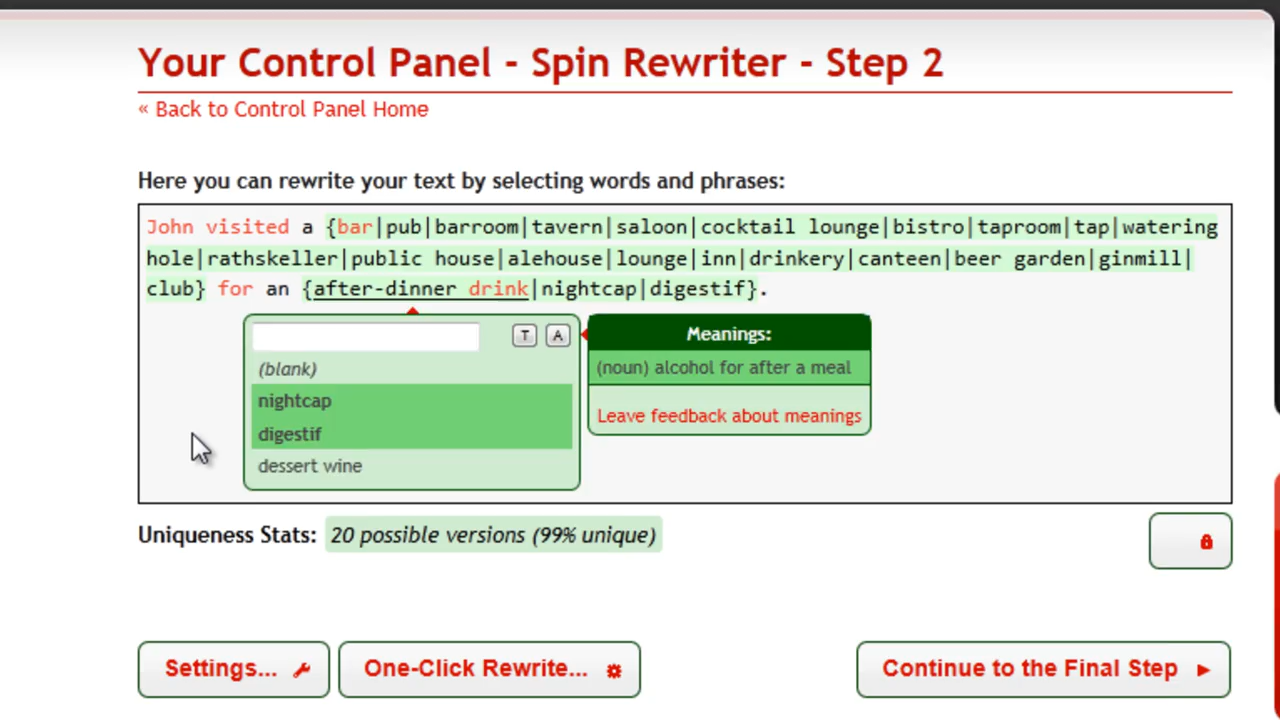 Your Control Panel - Spin Rewriter - Step 2
« Back to Control Panel Home
Here you can rewrite your text by selecting words and phrases:
John visited a {bar|pub|barroom|tavern|saloon|cocktail lounge|bistro|taproom|tap|watering
hole|rathskeller|public house|alehouse|lounge|inn|drinkery|canteen|beer garden|ginmill|
club} for an {after-dinner drink|nightcap|digestif}.
T A
(blank)
nightcap
digestif
dessert wine
Meanings:
(noun) alcohol for after a meal
Leave feedback about meanings
Uniqueness Stats: 20 possible versions (99% unique)
Settings... One-Click Rewrite... Continue to the Final Step